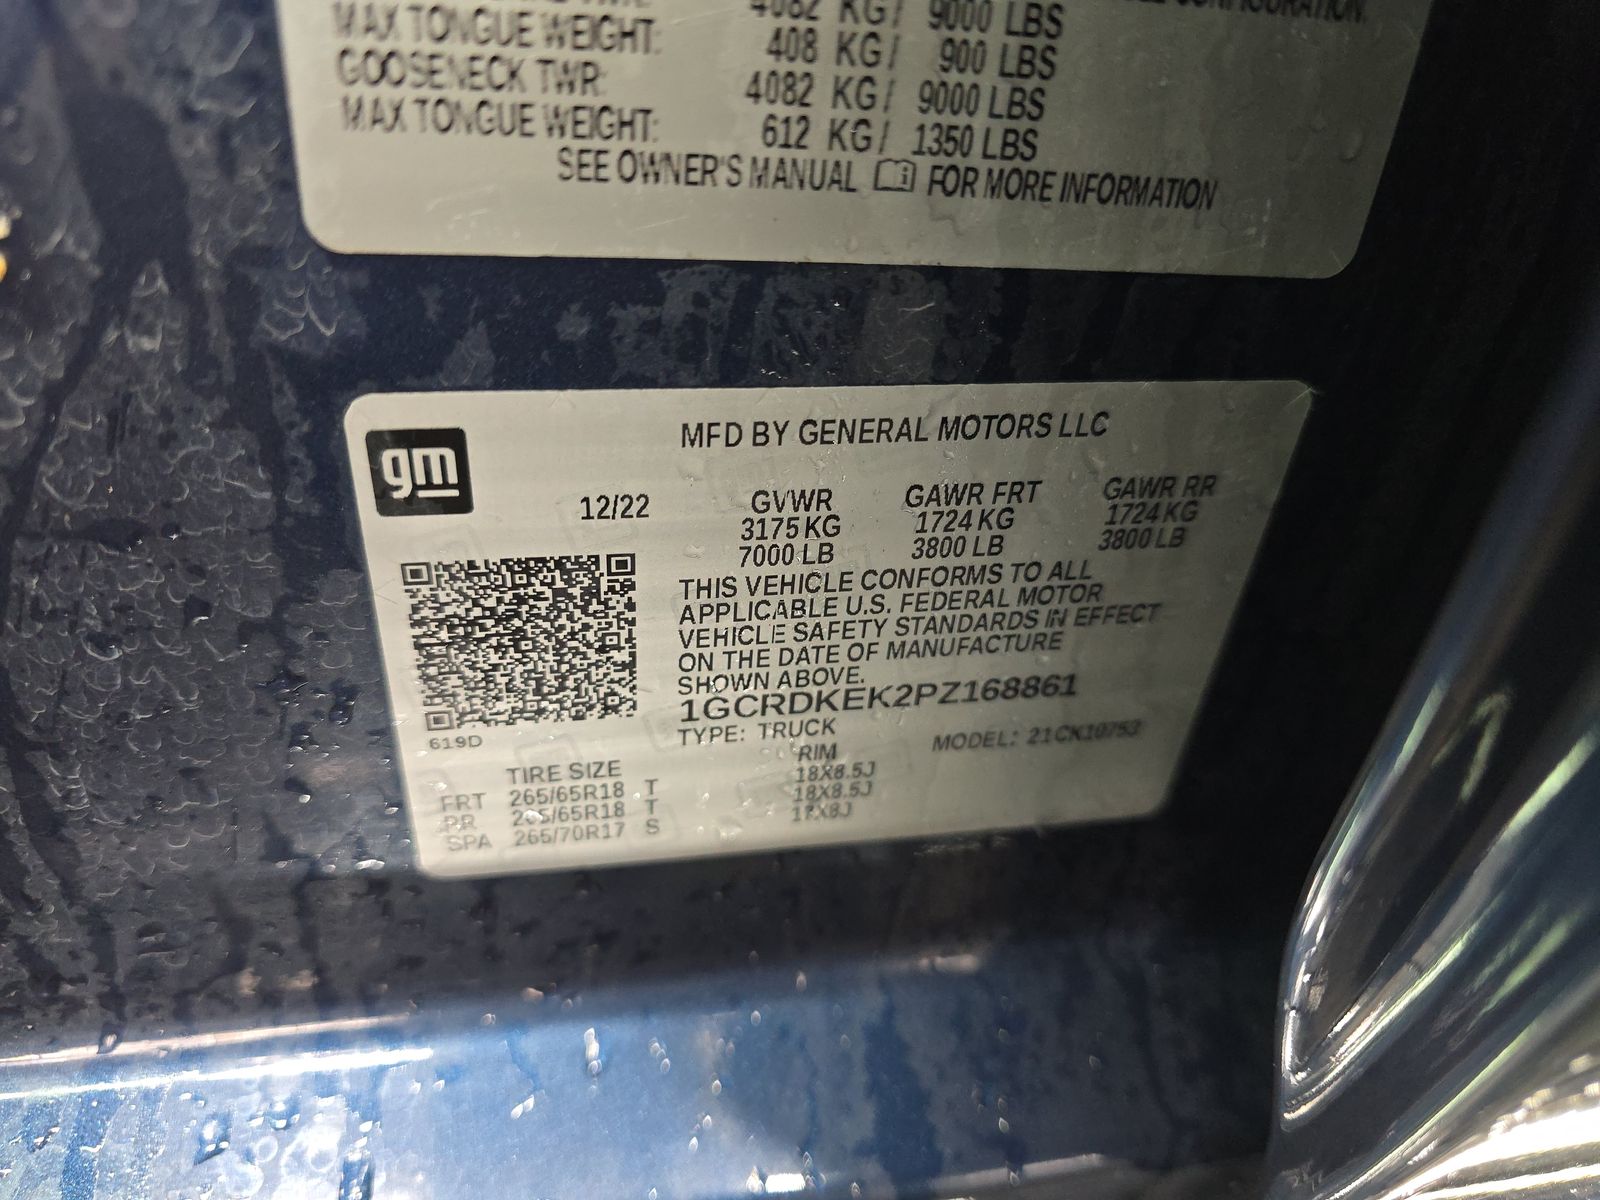 4082 KG/ 9000 LBS
MAX TONGUE WEIGHT: 408 KG/ 900 LBS
GOOSENECK TWR: 4082 KG/ 9000 LBS
MAX TONGUE WEIGHT: 612 KG/ 1350 LBS
SEE OWNER'S MANUAL FOR MORE INFORMATION
gm
MFD BY GENERAL MOTORS LLC
12/22 GVWR GAWR FRT GAWR RR
3175 KG 1724 KG 1724 KG
7000 LB 3800 LB 3800 LB
THIS VEHICLE CONFORMS TO ALL
APPLICABLE U.S. FEDERAL MOTOR
VEHICLE SAFETY STANDARDS IN EFFECT
ON THE DATE OF MANUFACTURE
SHOWN ABOVE.
1GCRDKEK2PZ168861
619D
TYPE: TRUCK MODEL: 21CK10753
TIRE SIZE RIM
FRT 265/65R18 T 18X8.5J
RR 265/65R18 T 18X8.5J
SPA 265/70R17 S 17X8J